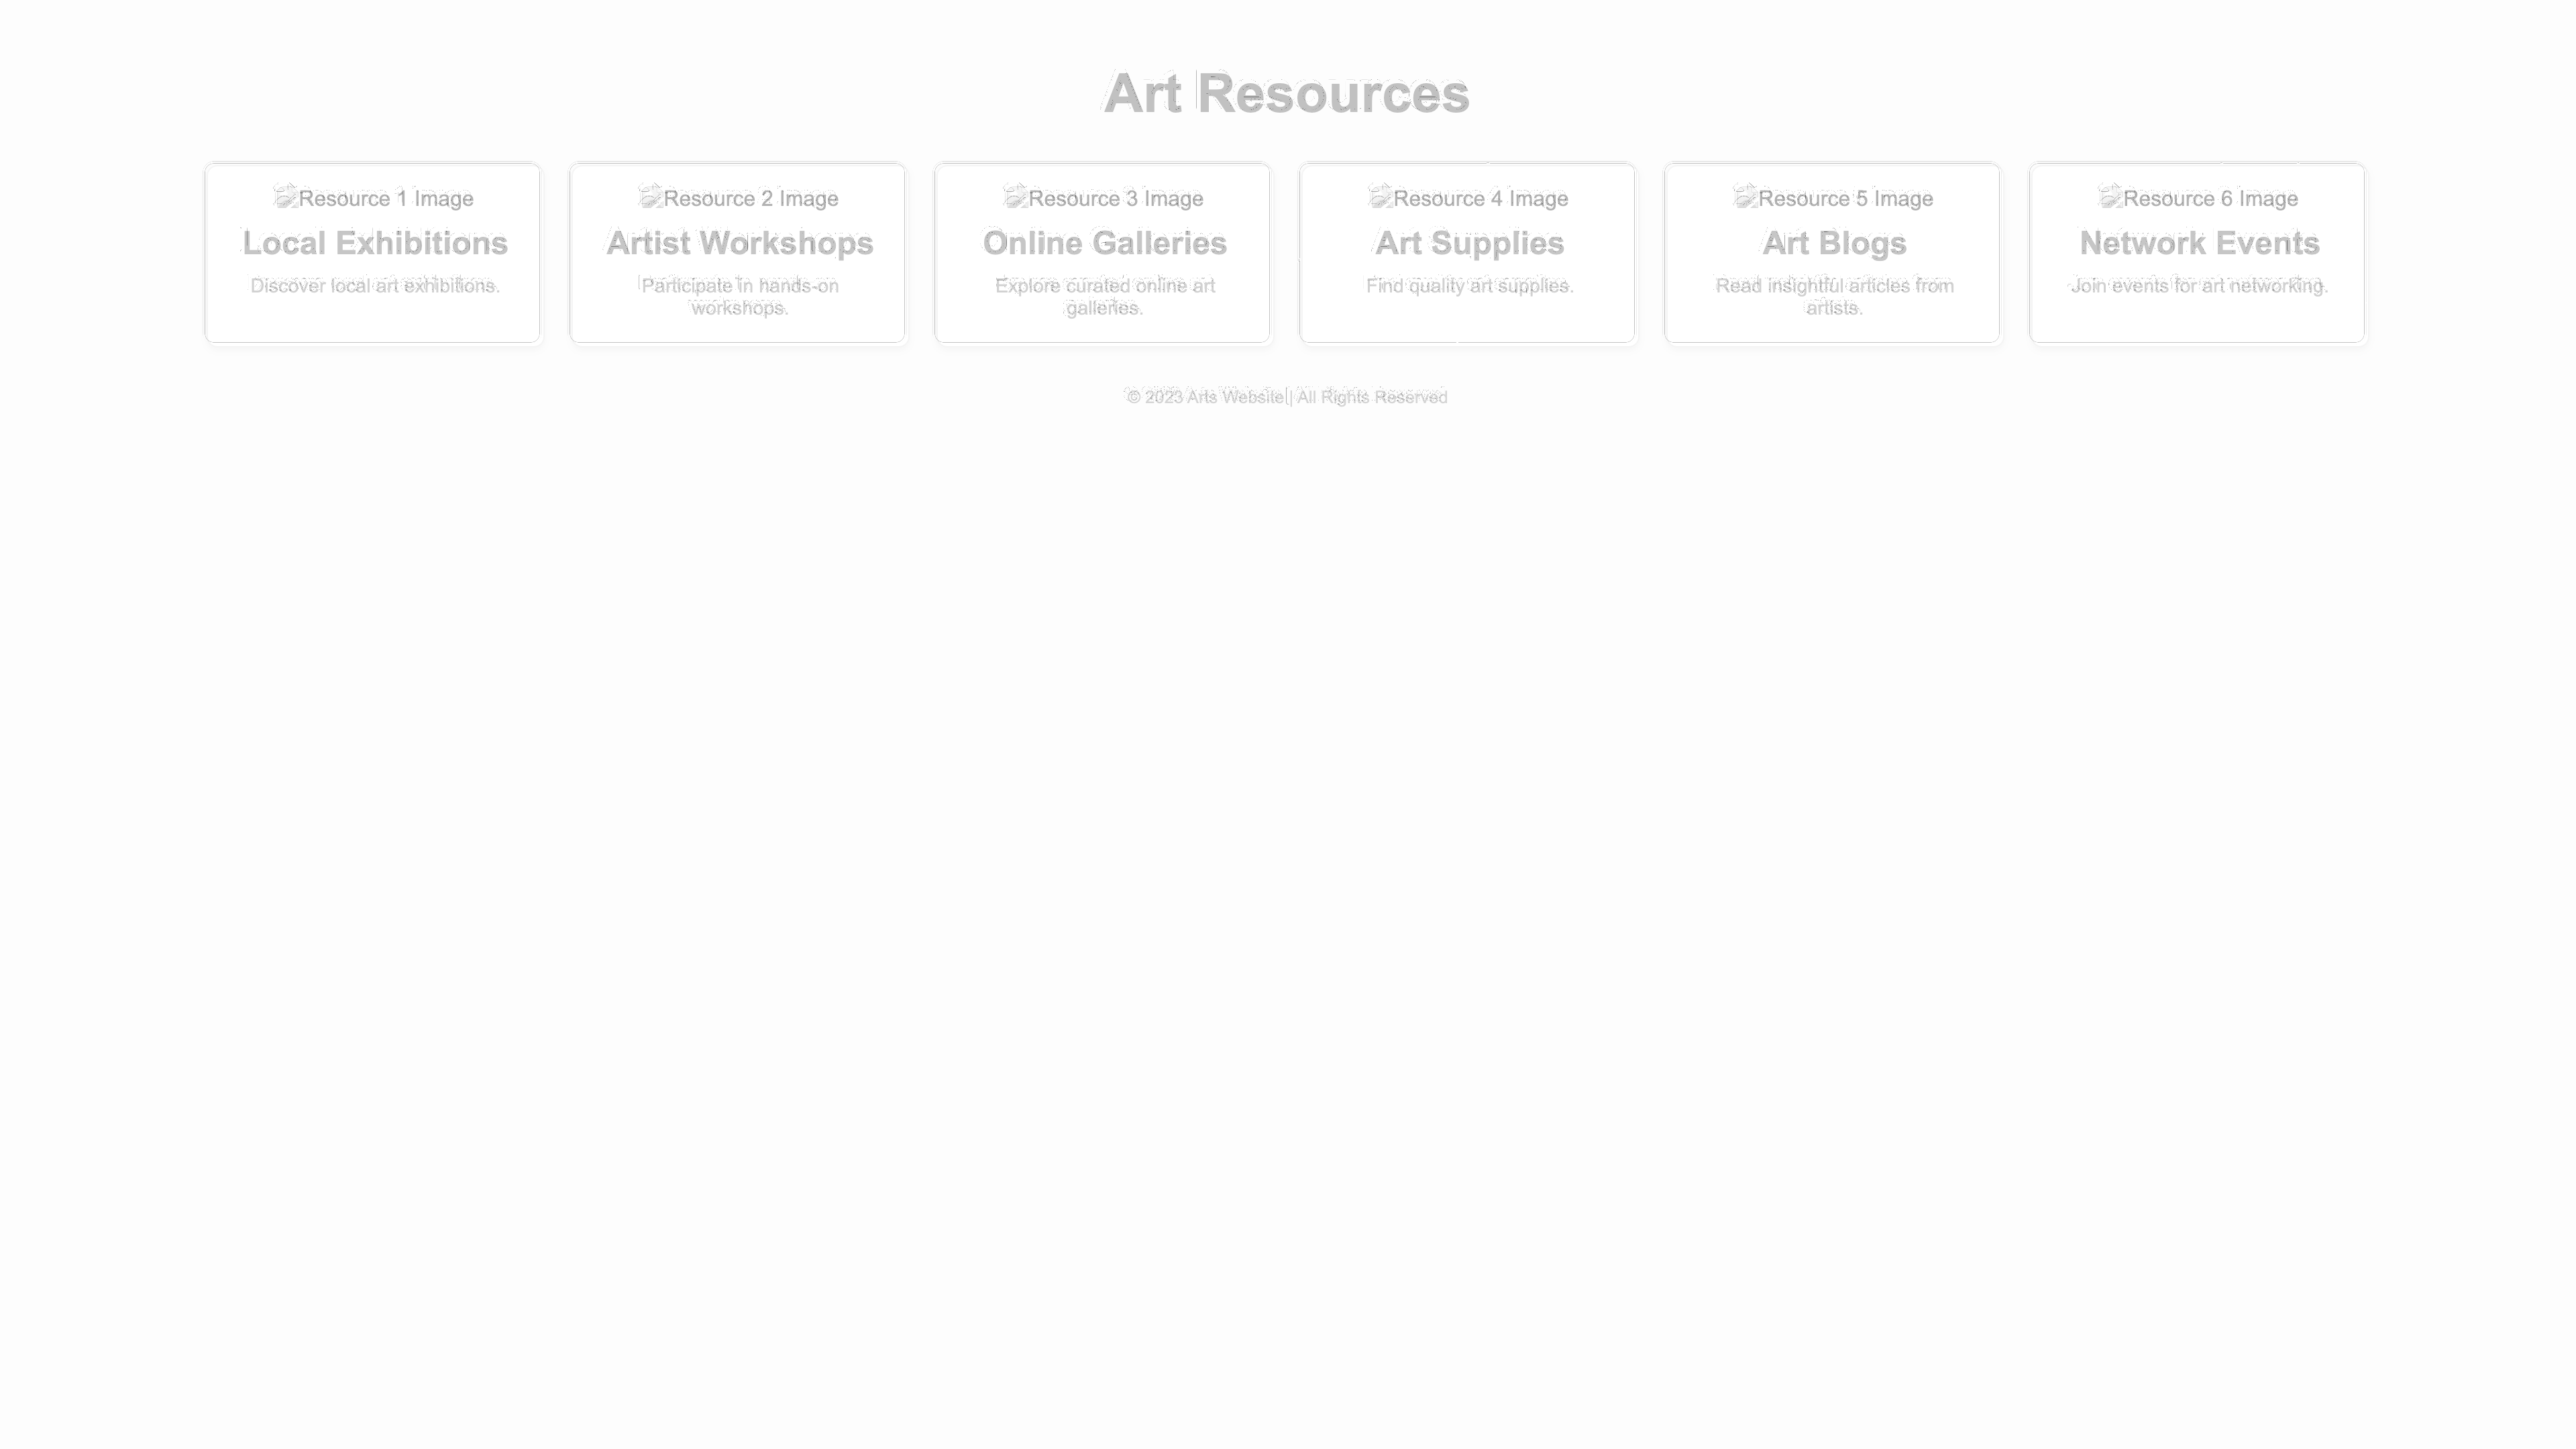 Art Resources
Resource 1 Image
Local Exhibitions
Discover local art exhibitions.
Resource 2 Image
Artist Workshops
Participate in hands-on
workshops.
Resource 3 Image
Online Galleries
Explore curated online art
galleries.
Resource 4 Image
Art Supplies
Find quality art supplies.
Resource 5 Image
Art Blogs
Read insightful articles from
artists.
Resource 6 Image
Network Events
Join events for art networking.
© 2023 Arts Website | All Rights Reserved